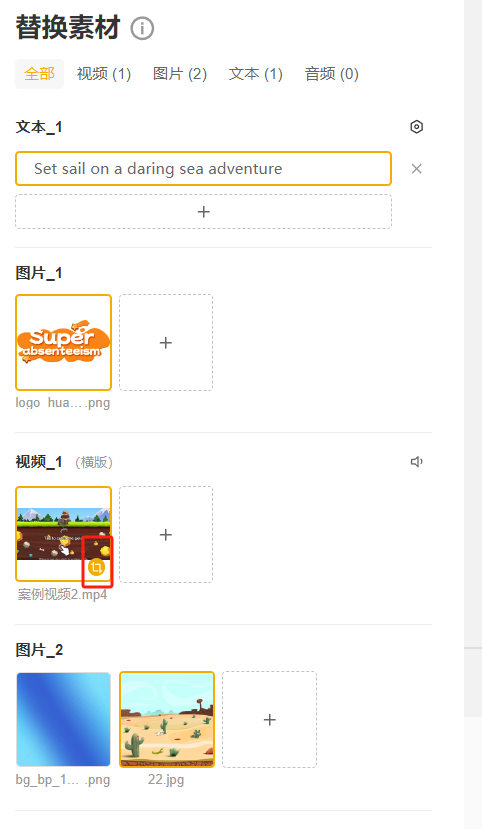 替换素材
全部 视频 (1) 图片 (2) 文本 (1) 音频 (0)
文本_1
Set sail on a daring sea adventure
图片_1
Super
absenteeism
logo_hua... .png
视频_1 （横版）
案例视频2.mp4
图片_2
bg_bp_1... .png 22.jpg